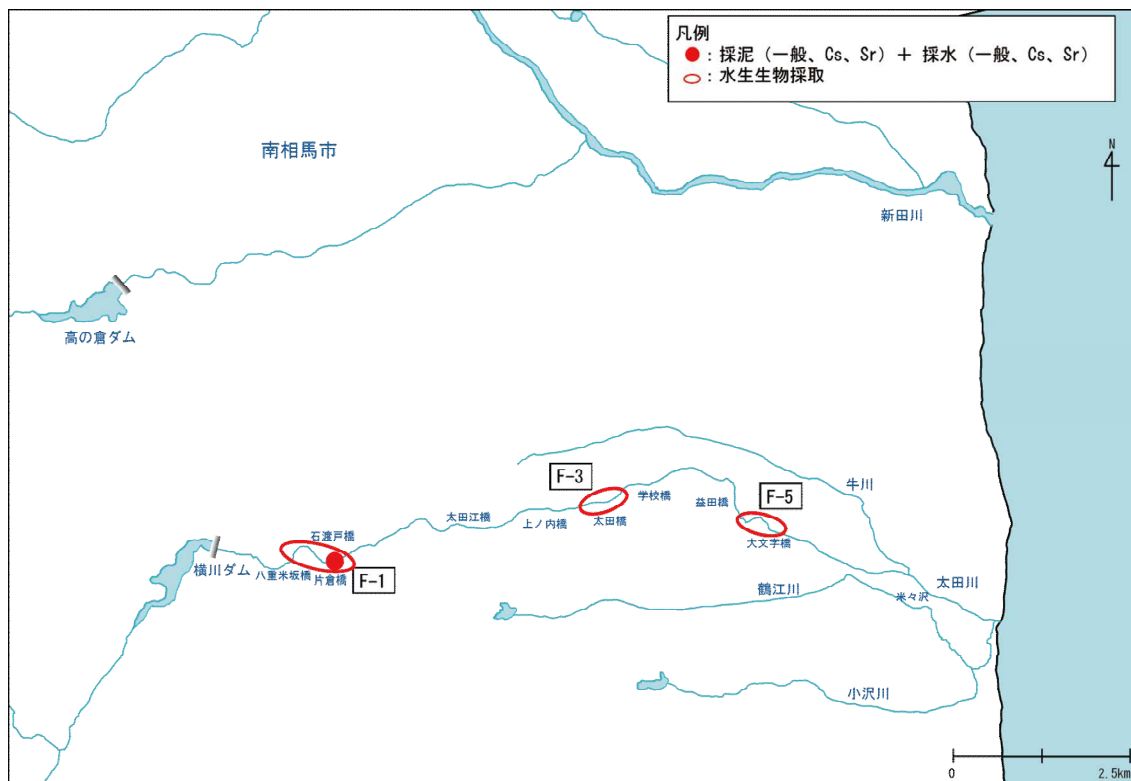 凡例
：採泥（一般、Cs、Sr）＋ 採水（一般、Cs、Sr）
：水生生物採取
南相馬市
N
新田川
高の倉ダム
F-3
学校橋
牛川
益田橋
F-5
太田江橋
上ノ内橋
太田橋
石渡戸橋
大文字橋
横川ダム
八重米坂橋
片倉橋
F-1
鶴江川
米々沢
太田川
小沢川
0
2.5km